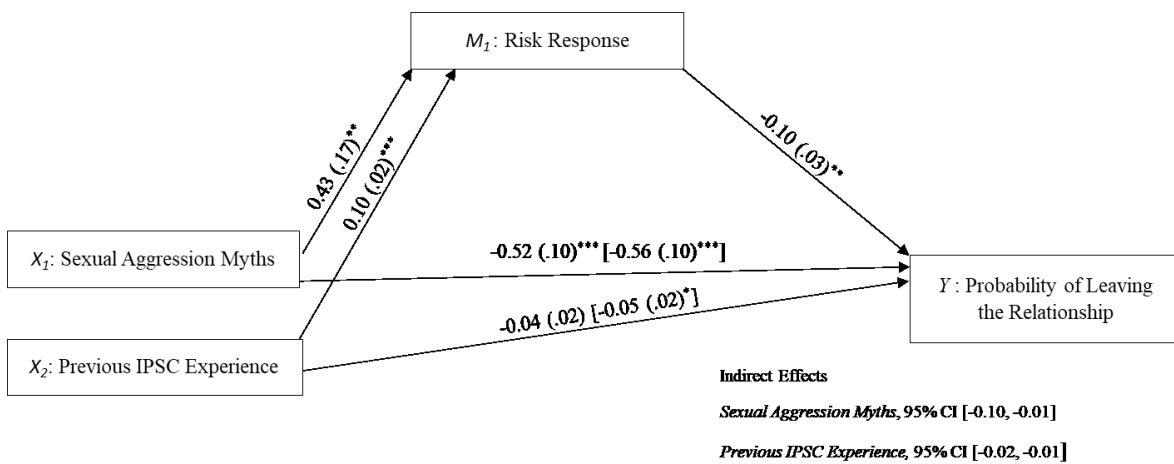 M1: Risk Response
0.43 (.17)**
0.10 (.02)***
-0.10 (.03)**
X1: Sexual Aggression Myths
-0.52 (.10)*** [-0.56 (.10)***]
-0.04 (.02) [-0.05 (.02)*]
Y : Probability of Leaving
the Relationship
X2: Previous IPSC Experience
Indirect Effects
Sexual Aggression Myths, 95% CI [-0.10, -0.01]
Previous IPSC Experience, 95% CI [-0.02, -0.01]